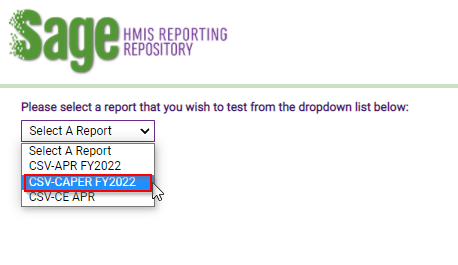 Sage HMIS REPORTING
REPOSITORY
Please select a report that you wish to test from the dropdown list below:
Select A Report
Select A Report
CSV-APR FY2022
CSV-CAPER FY2022
CSV-CE APR